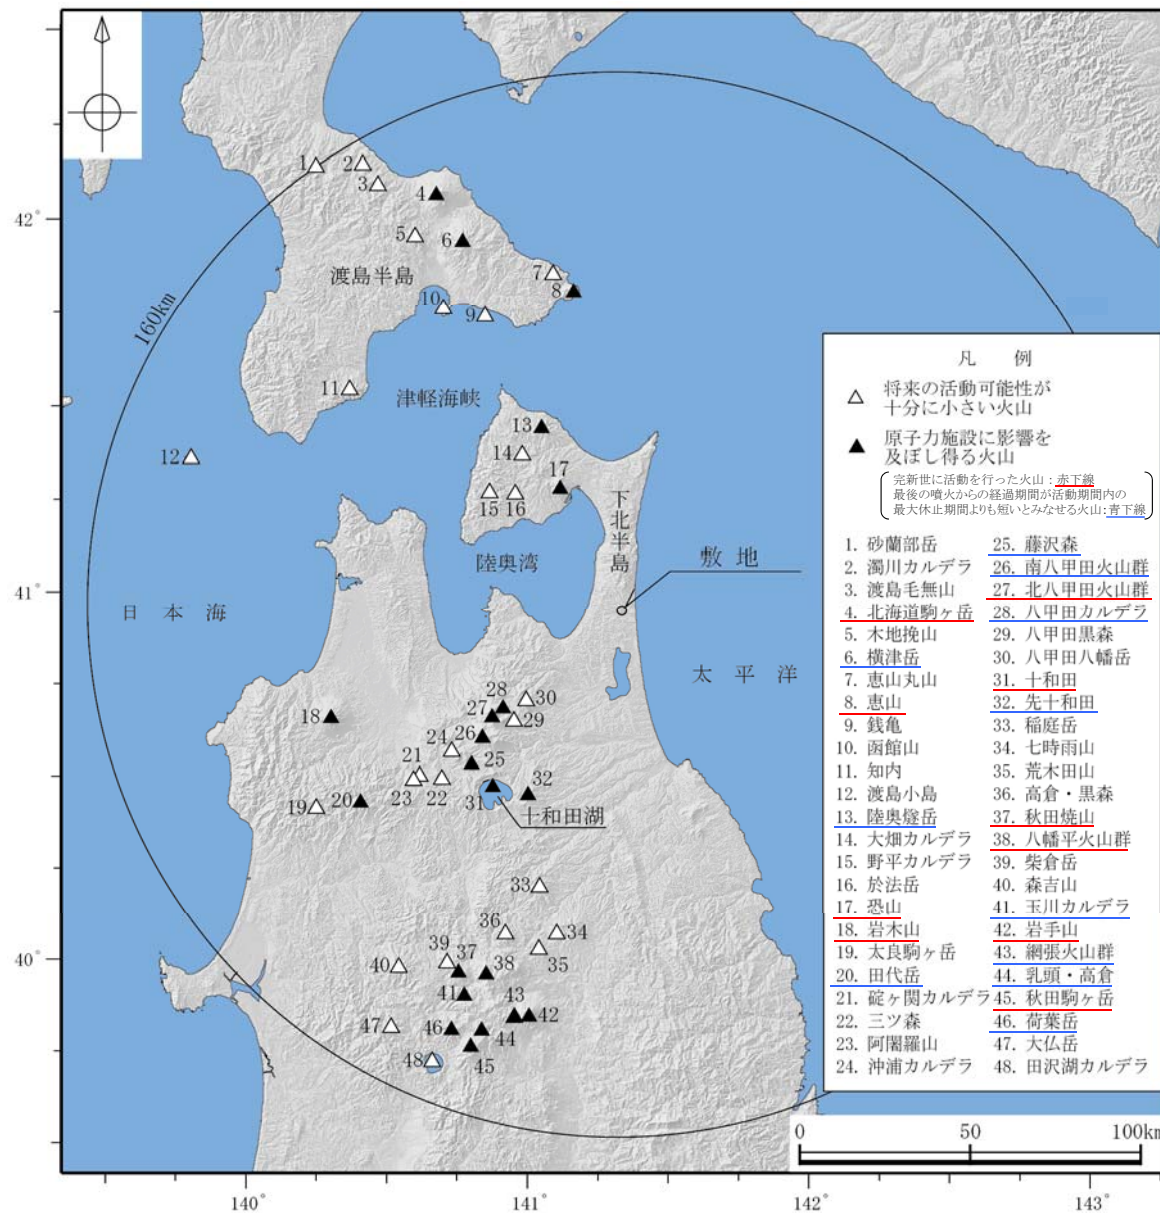 1
2
3
4
5
6
7
8
42°
渡島半島
10
9
160km
11
津軽海峡
12
13
14
17
15
16
下北半島
陸奥湾
敷 地
41°
日 本 海
太 平 洋
18
28
30
27
29
26
24
25
21
23
22
32
31
19
20
十和田湖
33
36
34
37
39
38
35
40°
40
41
43
42
47
46
44
48
45
凡 例
将来の活動可能性が
十分に小さい火山
原子力施設に影響を
及ぼし得る火山
完新世に活動を行った火山：赤下線
最後の噴火からの経過期間が活動期間内の
最大休止期間よりも短いとみなせる火山：青下線
1. 砂蘭部岳
2. 濁川カルデラ
3. 渡島毛無山
4. 北海道駒ヶ岳
5. 木地挽山
6. 横津岳
7. 恵山丸山
8. 恵山
9. 銭亀
10. 函館山
11. 知内
12. 渡島小島
13. 陸奥燧岳
14. 大畑カルデラ
15. 野平カルデラ
16. 於法岳
17. 恐山
18. 岩木山
19. 太良駒ヶ岳
20. 田代岳
21. 碇ヶ関カルデラ
22. 三ツ森
23. 阿闍羅山
24. 沖浦カルデラ
25. 藤沢森
26. 南八甲田火山群
27. 北八甲田火山群
28. 八甲田カルデラ
29. 八甲田黒森
30. 八甲田八幡岳
31. 十和田
32. 先十和田
33. 稲庭岳
34. 七時雨山
35. 荒木田山
36. 高倉・黒森
37. 秋田焼山
38. 八幡平火山群
39. 柴倉岳
40. 森吉山
41. 玉川カルデラ
42. 岩手山
43. 網張火山群
44. 乳頭・高倉
45. 秋田駒ヶ岳
46. 荷葉岳
47. 大仏岳
48. 田沢湖カルデラ
0 50 100km
140° 141° 142° 143°